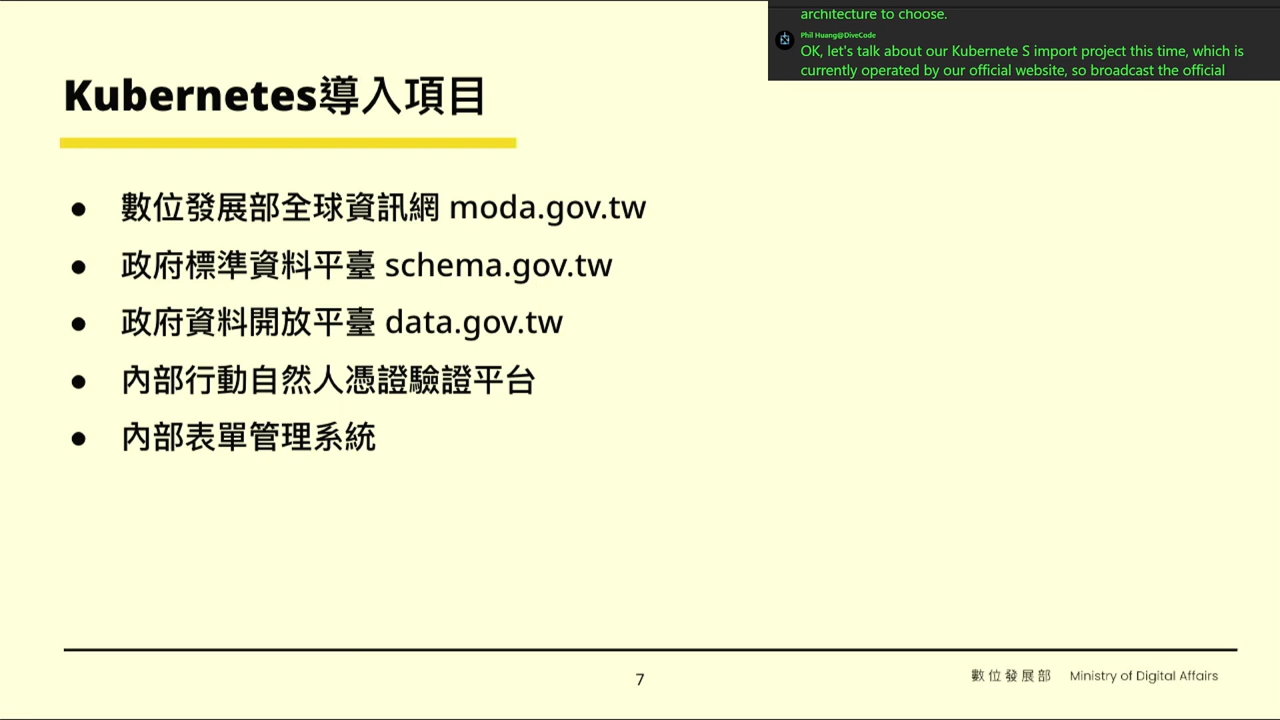 architecture to choose.
Phil Huang@DiveCode
OK, let's talk about our Kubernete S import project this time, which is
currently operated by our official website, so broadcast the official
Kubernetes導入項目
● 數位發展部全球資訊網 moda.gov.tw
● 政府標準資料平臺 schema.gov.tw
● 政府資料開放平臺 data.gov.tw
● 內部行動自然人憑證驗證平台
● 內部表單管理系統
7
數位發展部 Ministry of Digital Affairs